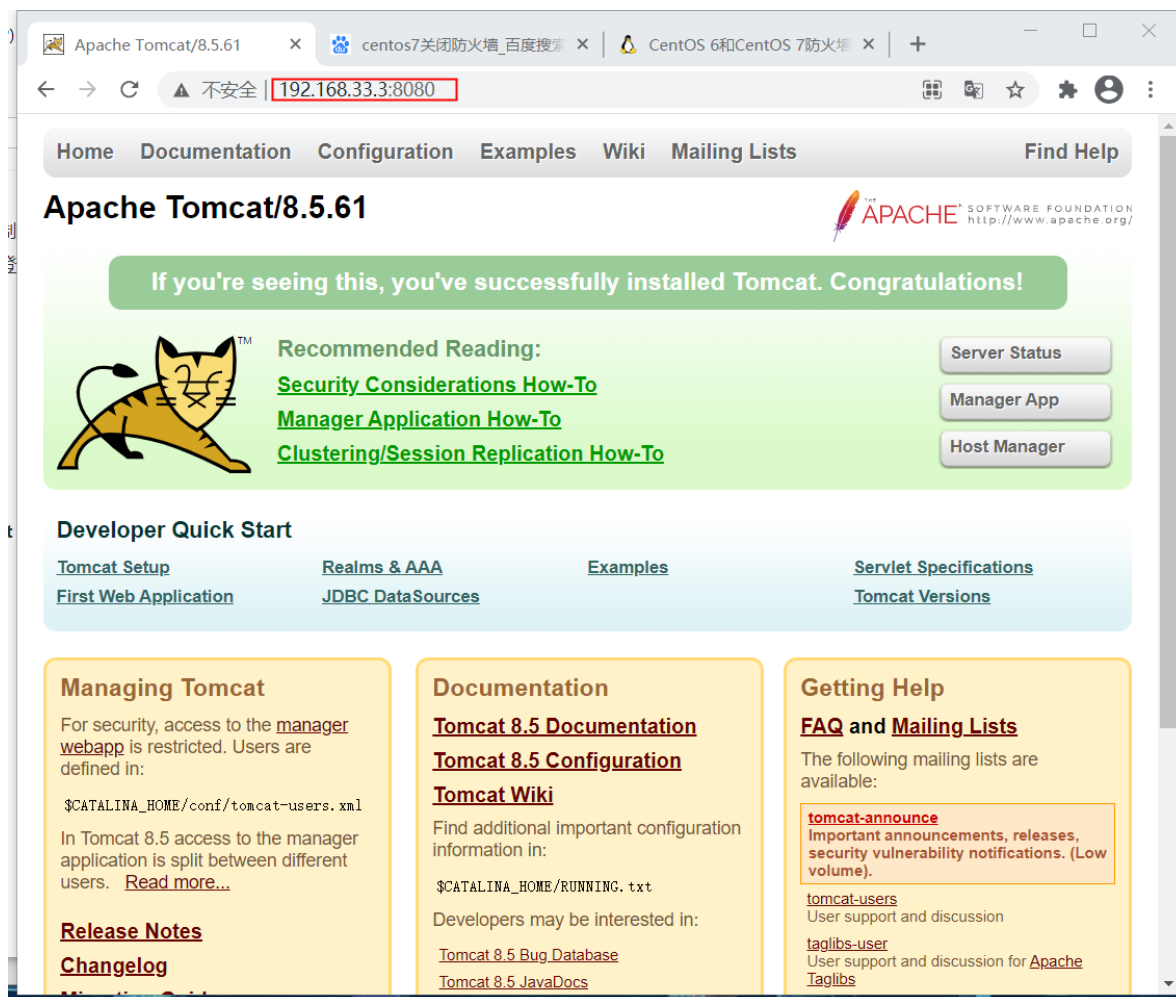 Apache Tomcat/8.5.61
centos7关闭防火墙_百度搜索
CentOS 6和CentOS 7防火墙
不安全
192.168.33.3:8080
Home Documentation Configuration Examples Wiki Mailing Lists Find Help
Apache Tomcat/8.5.61
THE APACHE SOFTWARE FOUNDATION
http://www.apache.org/
If you're seeing this, you've successfully installed Tomcat. Congratulations!
TM
Recommended Reading:
Security Considerations How-To
Manager Application How-To
Clustering/Session Replication How-To
Server Status
Manager App
Host Manager
Developer Quick Start
Tomcat Setup
First Web Application
Realms & AAA
JDBC DataSources
Examples
Servlet Specifications
Tomcat Versions
Managing Tomcat
For security, access to the manager
webapp is restricted. Users are
defined in:
$CATALINA_HOME/conf/tomcat-users.xml
In Tomcat 8.5 access to the manager
application is split between different
users. Read more...
Release Notes
Changelog
Documentation
Tomcat 8.5 Documentation
Tomcat 8.5 Configuration
Tomcat Wiki
Find additional important configuration
information in:
$CATALINA_HOME/RUNNING.txt
Developers may be interested in:
Tomcat 8.5 Bug Database
Tomcat 8.5 JavaDocs
Getting Help
FAQ and Mailing Lists
The following mailing lists are
available:
tomcat-announce
Important announcements, releases,
security vulnerability notifications. (Low
volume).
tomcat-users
User support and discussion
taglibs-user
User support and discussion for Apache
Taglibs